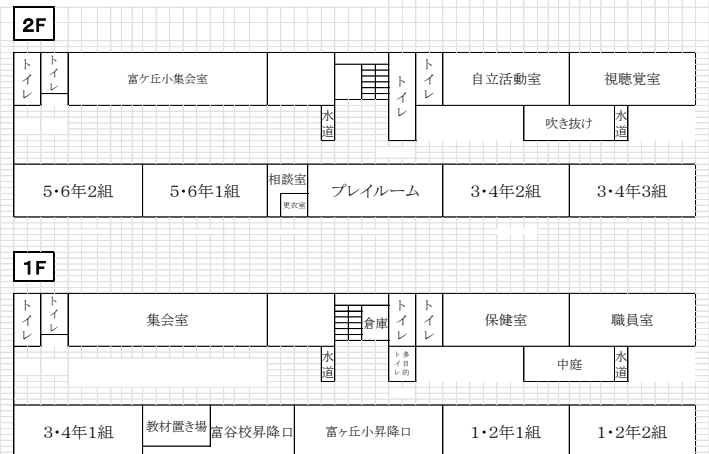 2F
トイレ
トイレ
富ケ丘小集会室
トイレ
トイレ
自立活動室
視聴覚室
水道
吹き抜け
水道
5・6年2組
5・6年1組
相談室
更衣室
プレイルーム
3・4年2組
3・4年3組
1F
トイレ
トイレ
集会室
倉庫
トイレ
トイレ
保健室
職員室
水道
多目的
トイレ
中庭
水道
3・4年1組
教材置き場
富谷校昇降口
富ヶ丘小昇降口
1・2年1組
1・2年2組